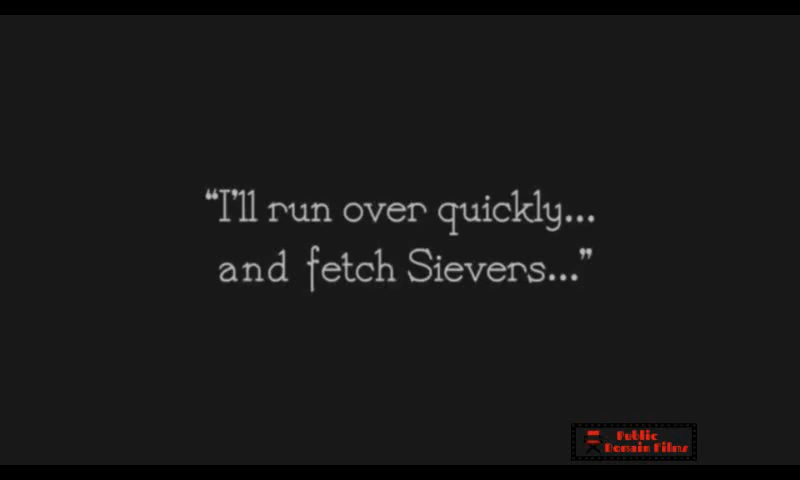 “I'll run over quickly...
and fetch Sievers...”
Public
Domain Films